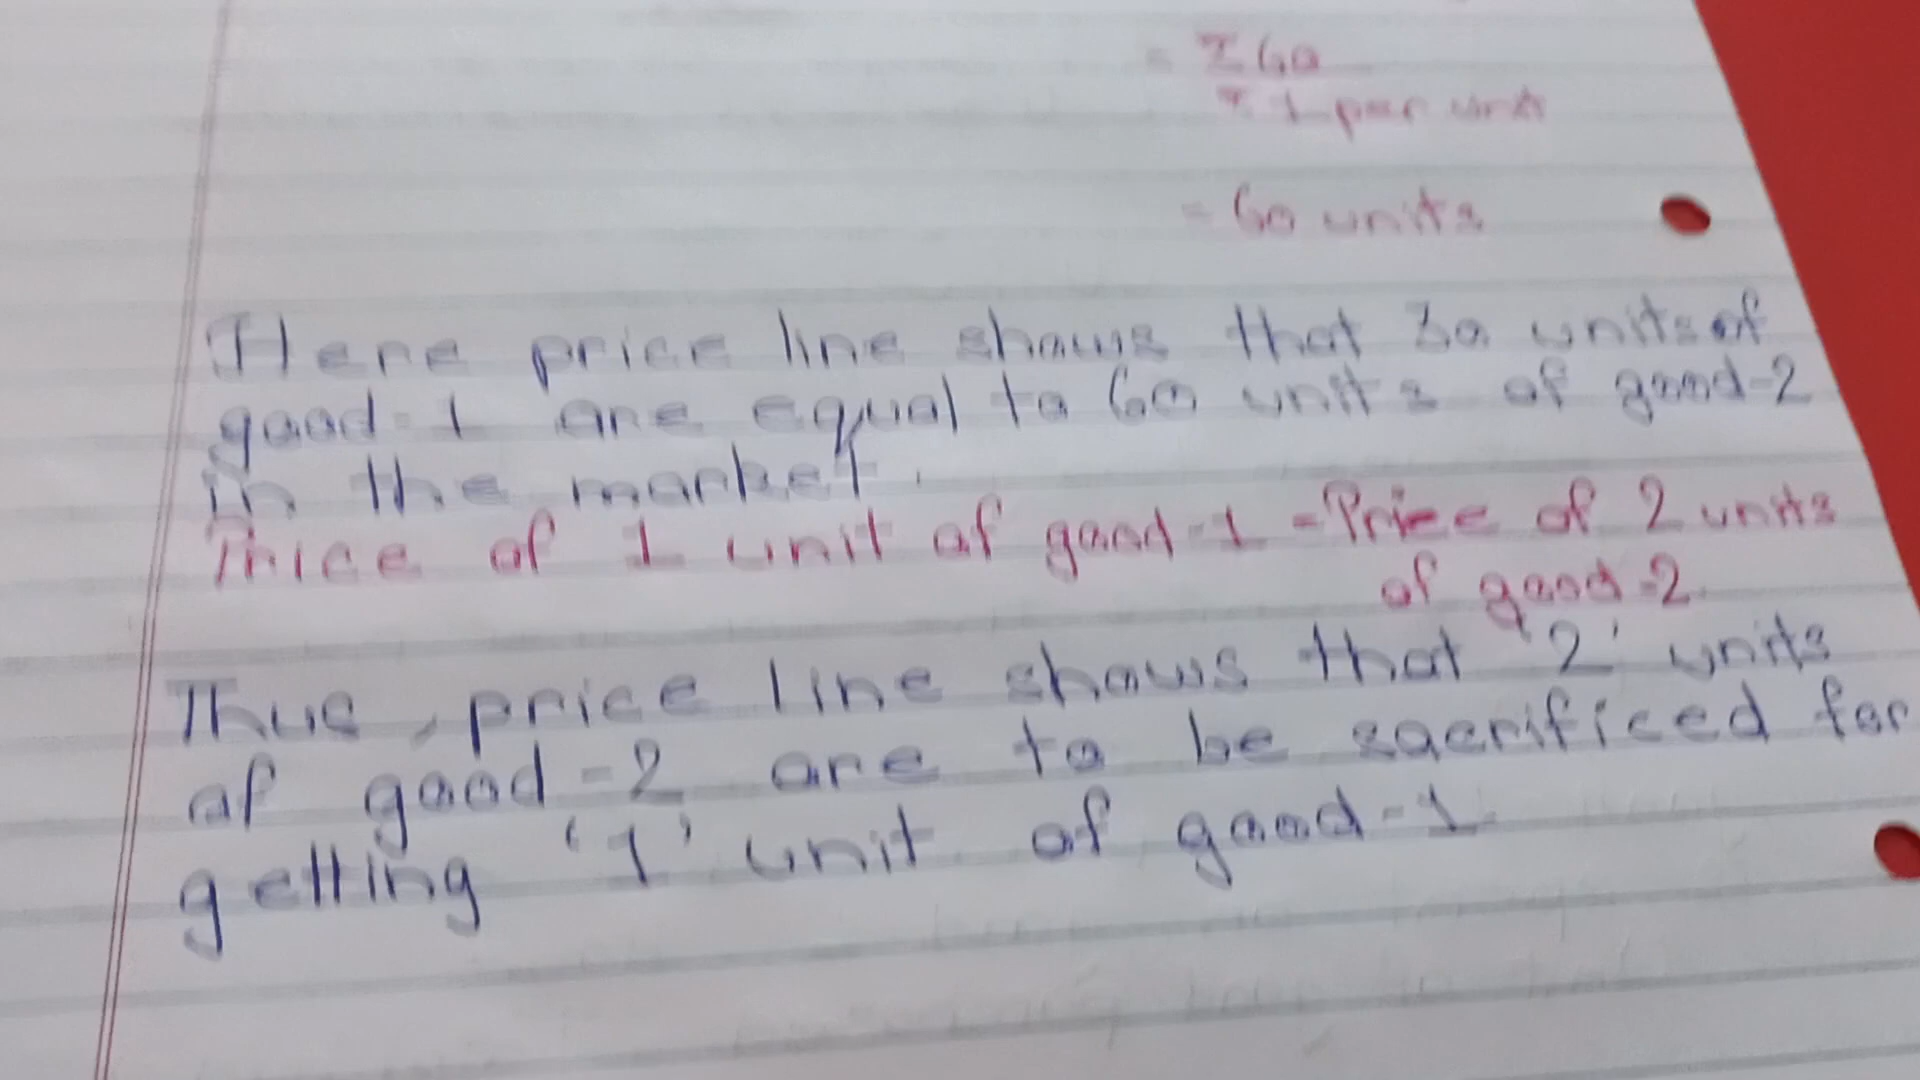 = ₹60
₹ 1 per unit
= 60 units
Here price line shows that 30 units of
good-1 are equal to 60 units of good-2
in the market.
Price of 1 unit of good-1 = Price of 2 units
of good-2
Thus, price line shows that '2' units
of good-2 are to be sacrificed for
getting '1' unit of good-1